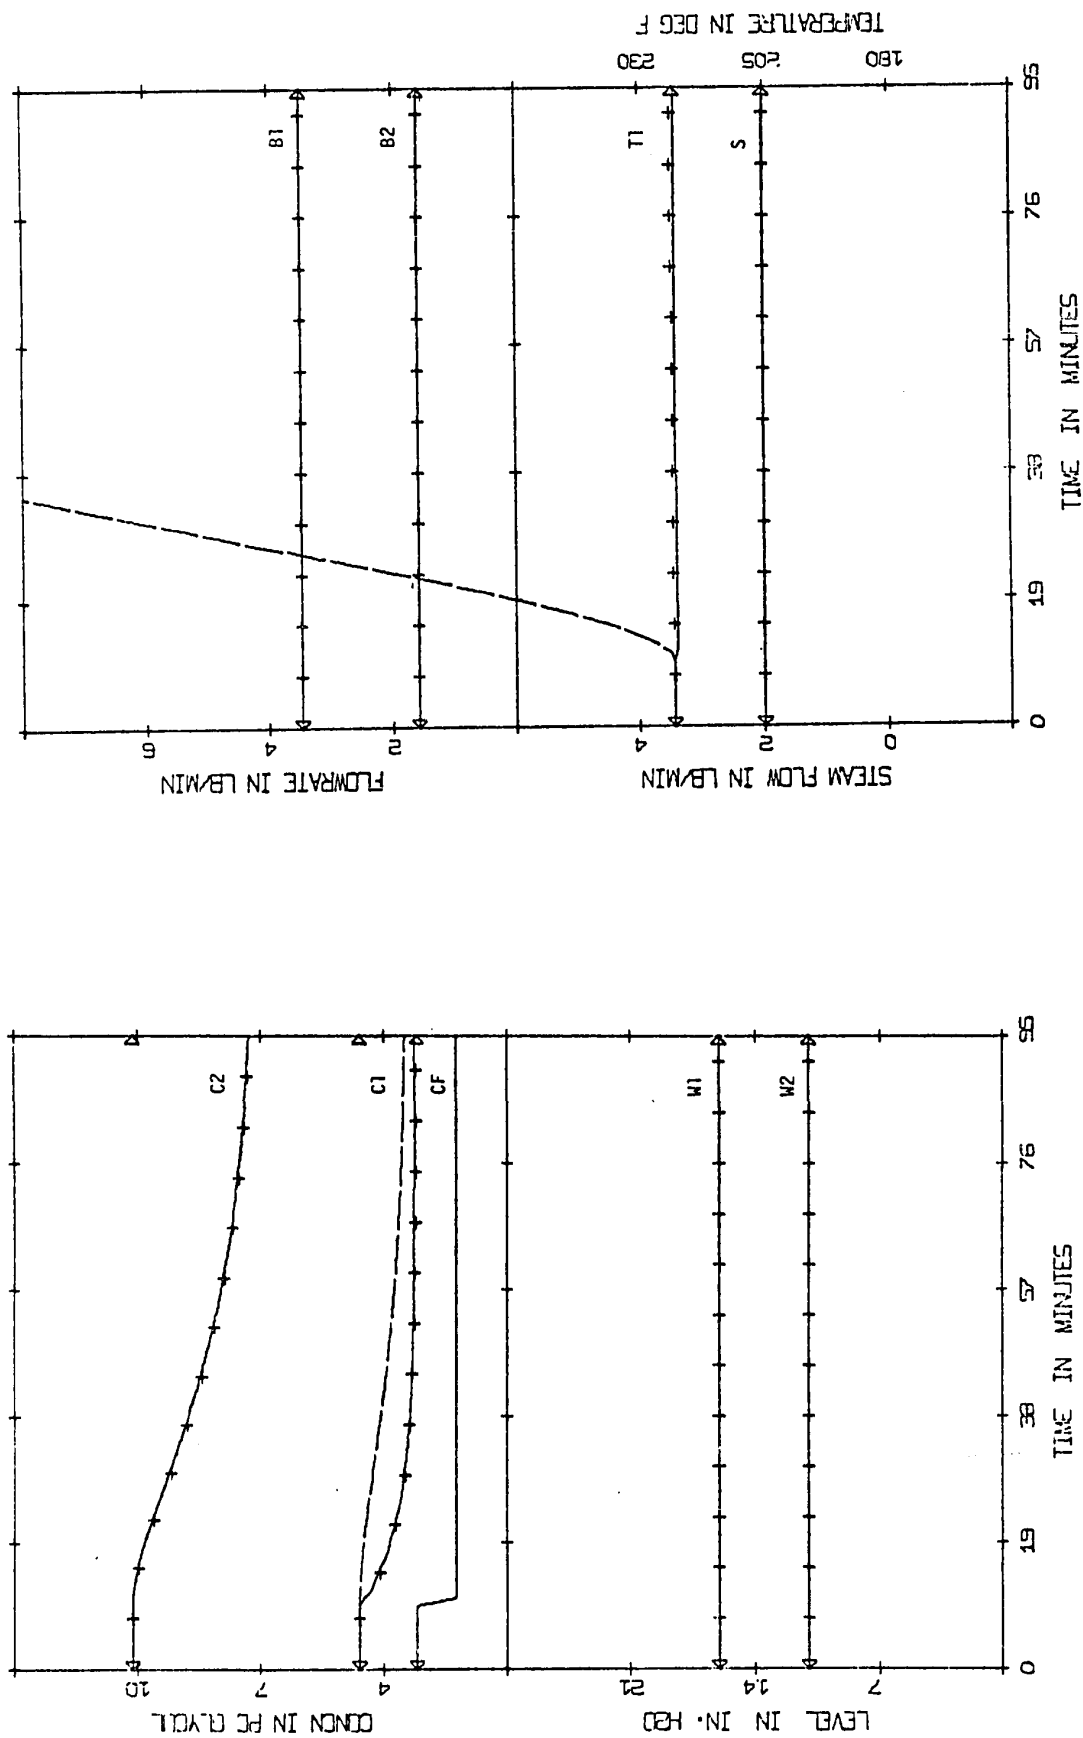 TEMPERATURE IN DEG F
230
205
180
B1
B2
T1
S
6
4
2
4
2
0
FLOWRATE IN LB/MIN
STEAM FLOW IN LB/MIN
0
19
38
57
76
95
TIME IN MINUTES
C2
C1
CF
W1
W2
10
7
4
21
14
7
CONCN IN PC GLYCOL
LEVEL IN IN. H2O
0
19
38
57
76
95
TIME IN MINUTES